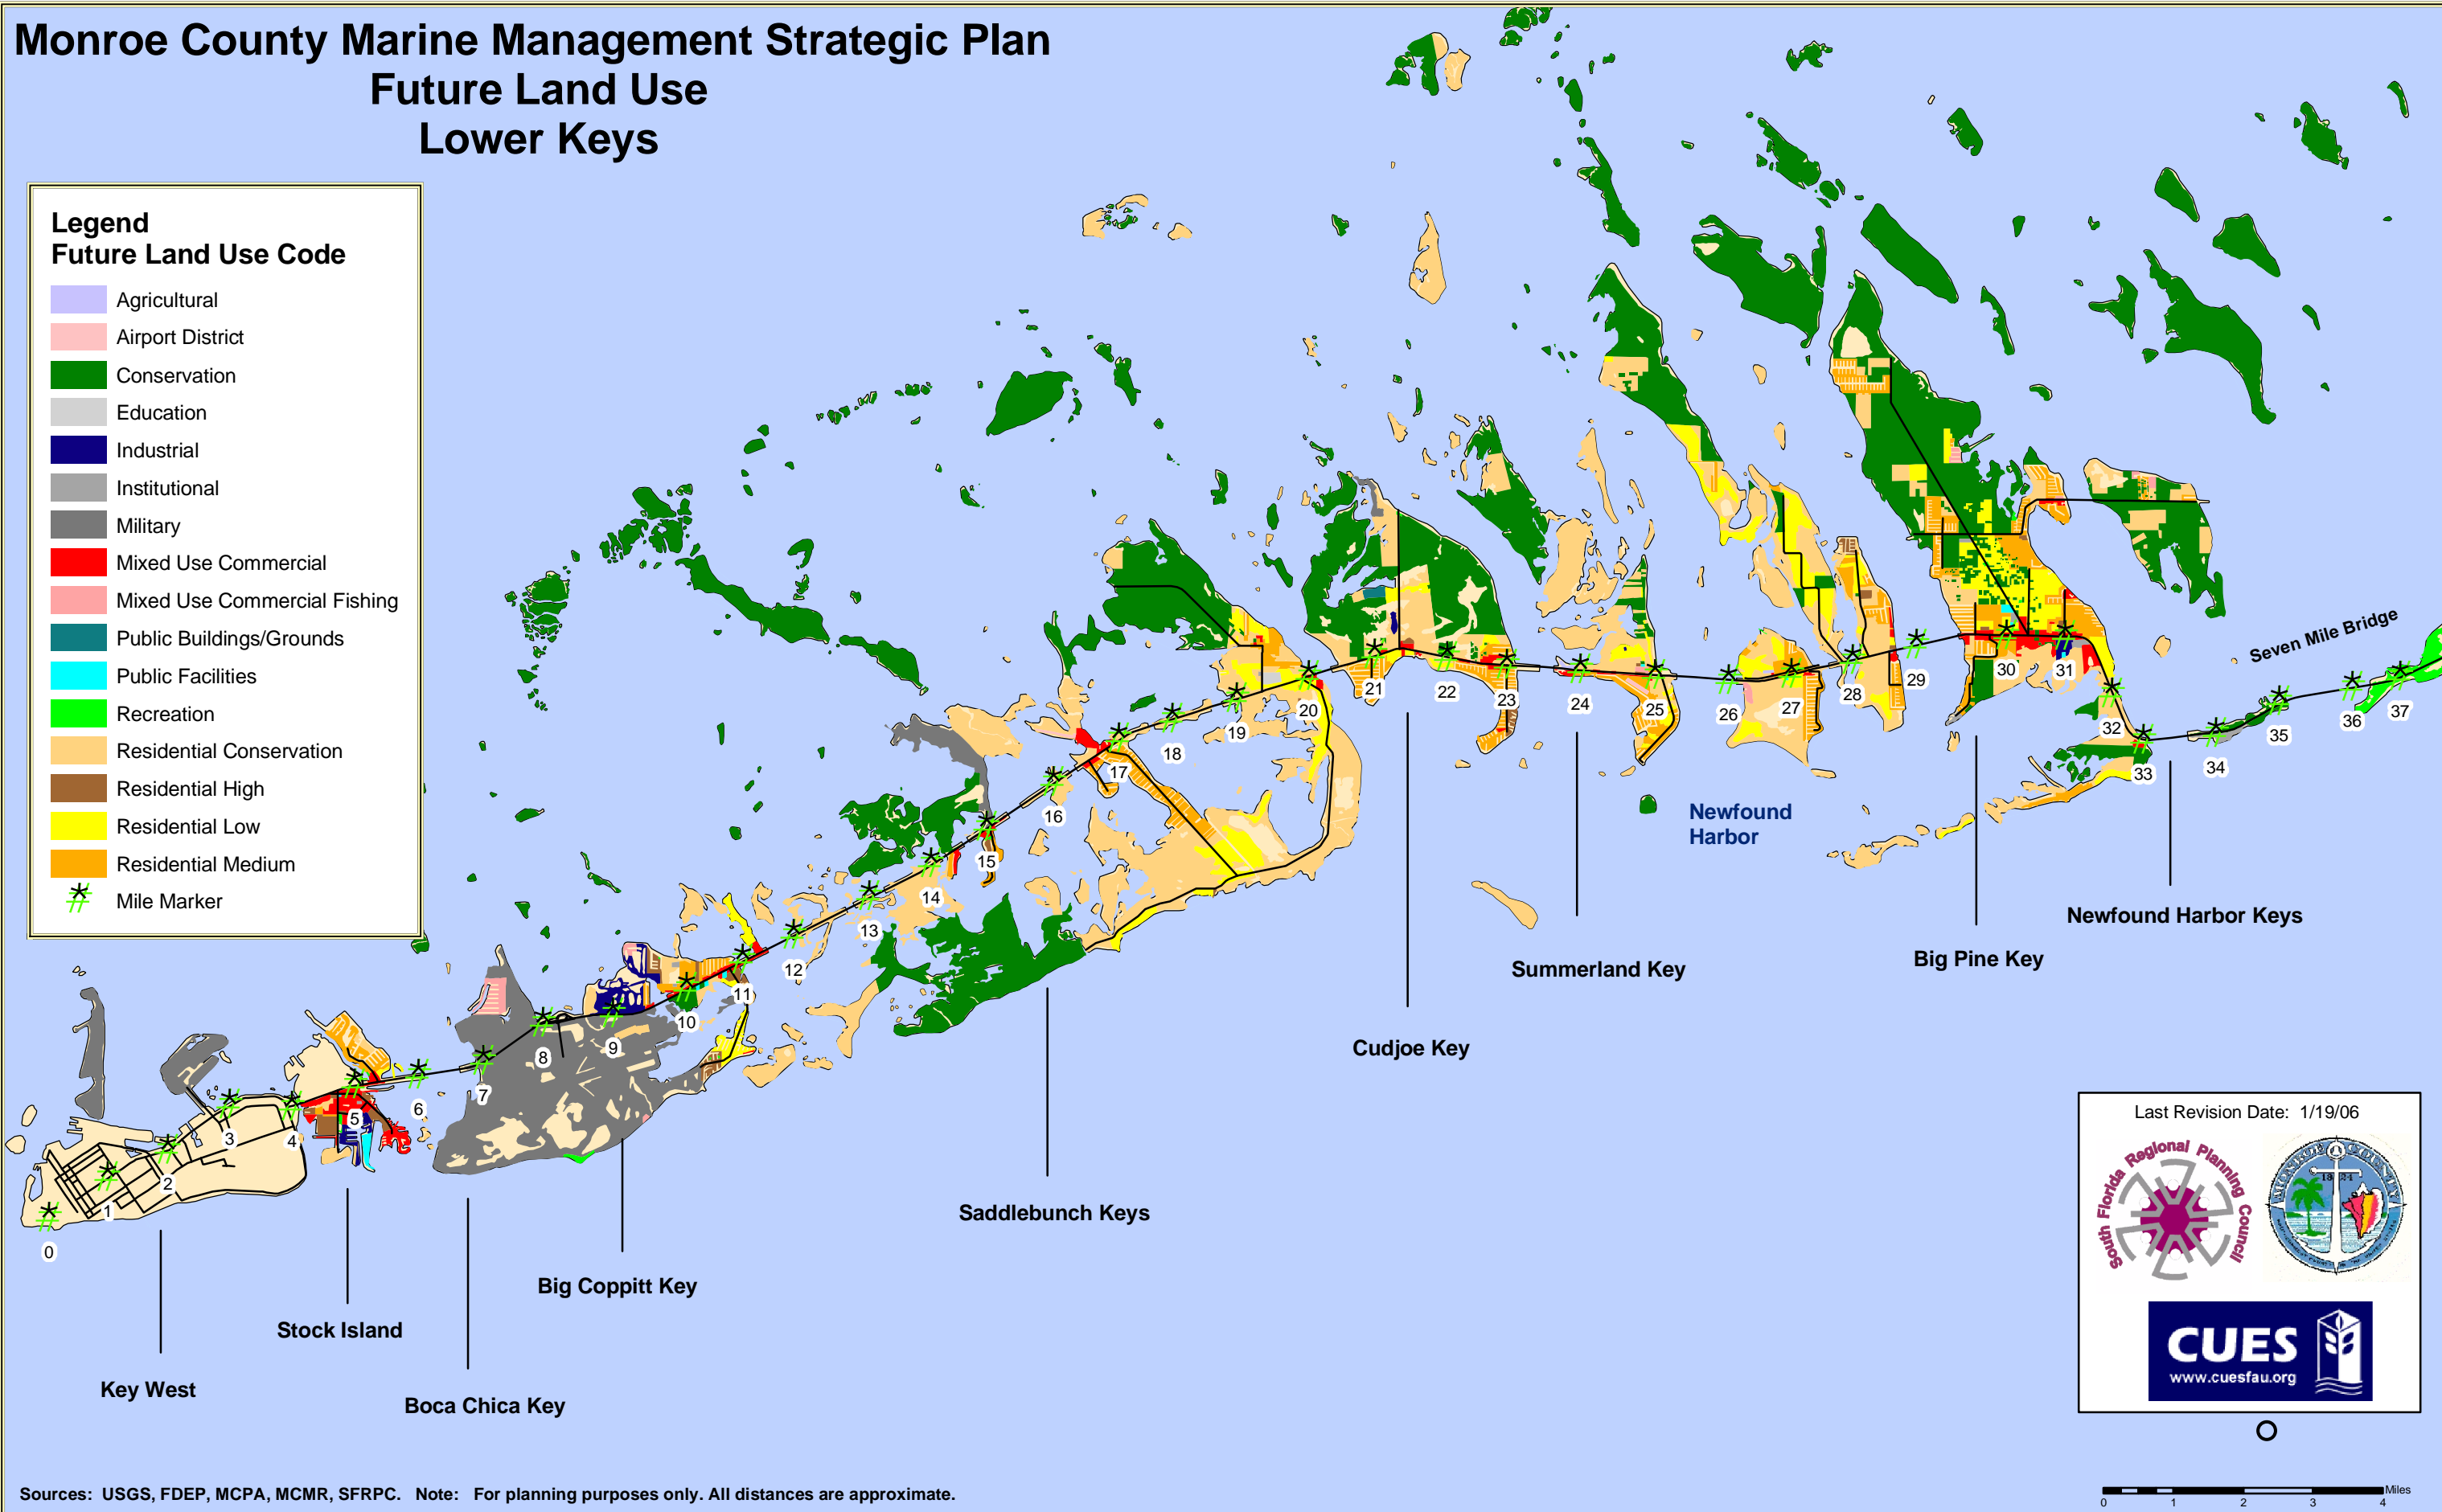 Monroe County Marine Management Strategic Plan
Future Land Use
Lower Keys
Legend
Future Land Use Code
Agricultural
Airport District
Conservation
Education
Industrial
Institutional
Military
Mixed Use Commercial
Mixed Use Commercial Fishing
Public Buildings/Grounds
Public Facilities
Recreation
Residential Conservation
Residential High
Residential Low
Residential Medium
Mile Marker
0
1
2
3
4
5
6
7
8
9
10
11
12
13
14
15
16
17
18
19
20
21
22
23
24
25
26
27
28
29
30
31
32
33
34
35
36
37
Seven Mile Bridge
Newfound
Harbor
Newfound Harbor Keys
Big Pine Key
Summerland Key
Cudjoe Key
Saddlebunch Keys
Big Coppitt Key
Stock Island
Key West
Boca Chica Key
Last Revision Date: 1/19/06
South Florida Regional Planning Council
CUES
www.cuesfau.org
Sources: USGS, FDEP, MCPA, MCMR, SFRPC. Note: For planning purposes only. All distances are approximate.
Miles
0 1 2 3 4